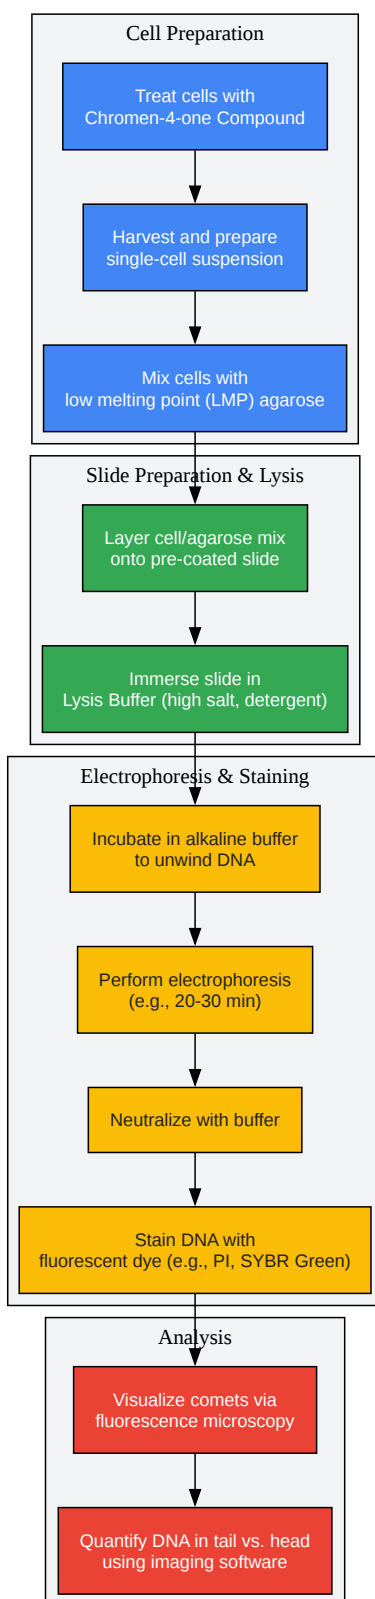 Cell Preparation
Treat cells with
Chromen-4-one Compound
Harvest and prepare
single-cell suspension
Mix cells with
low melting point (LMP) agarose
Slide Preparation & Lysis
Layer cell/agarose mix
onto pre-coated slide
Immerse slide in
Lysis Buffer (high salt, detergent)
Electrophoresis & Staining
Incubate in alkaline buffer
to unwind DNA
Perform electrophoresis
(e.g., 20-30 min)
Neutralize with buffer
Stain DNA with
fluorescent dye (e.g., PI, SYBR Green)
Analysis
Visualize comets via
fluorescence microscopy
Quantify DNA in tail vs. head
using imaging software